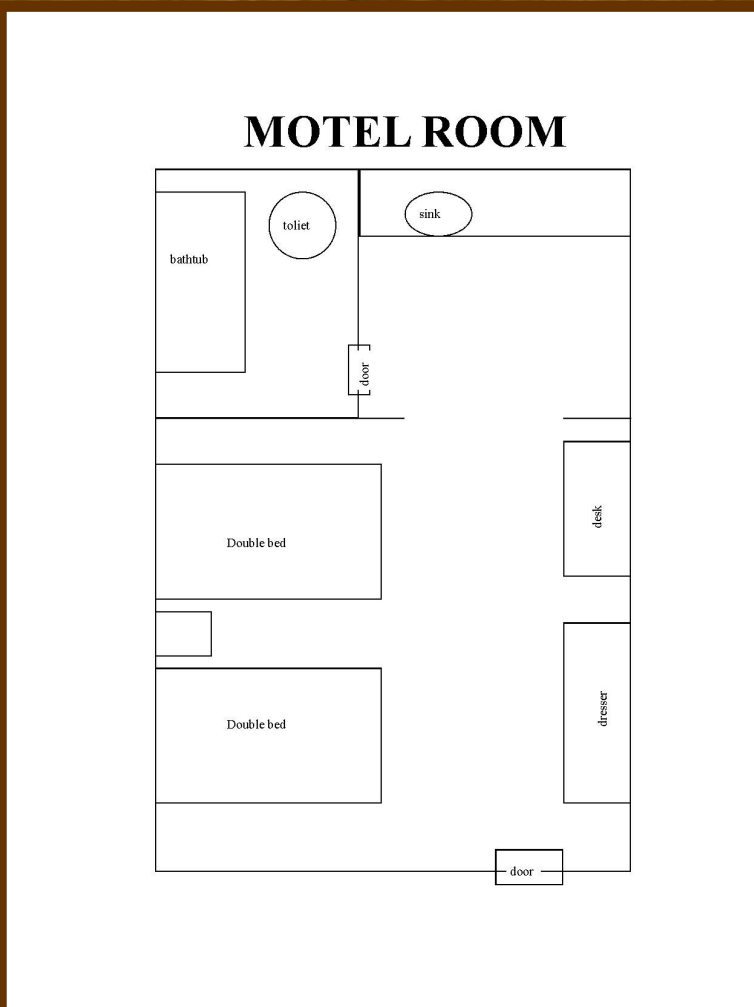 MOTEL ROOM
toliet
sink
bathtub
door
desk
Double bed
dresser
Double bed
door